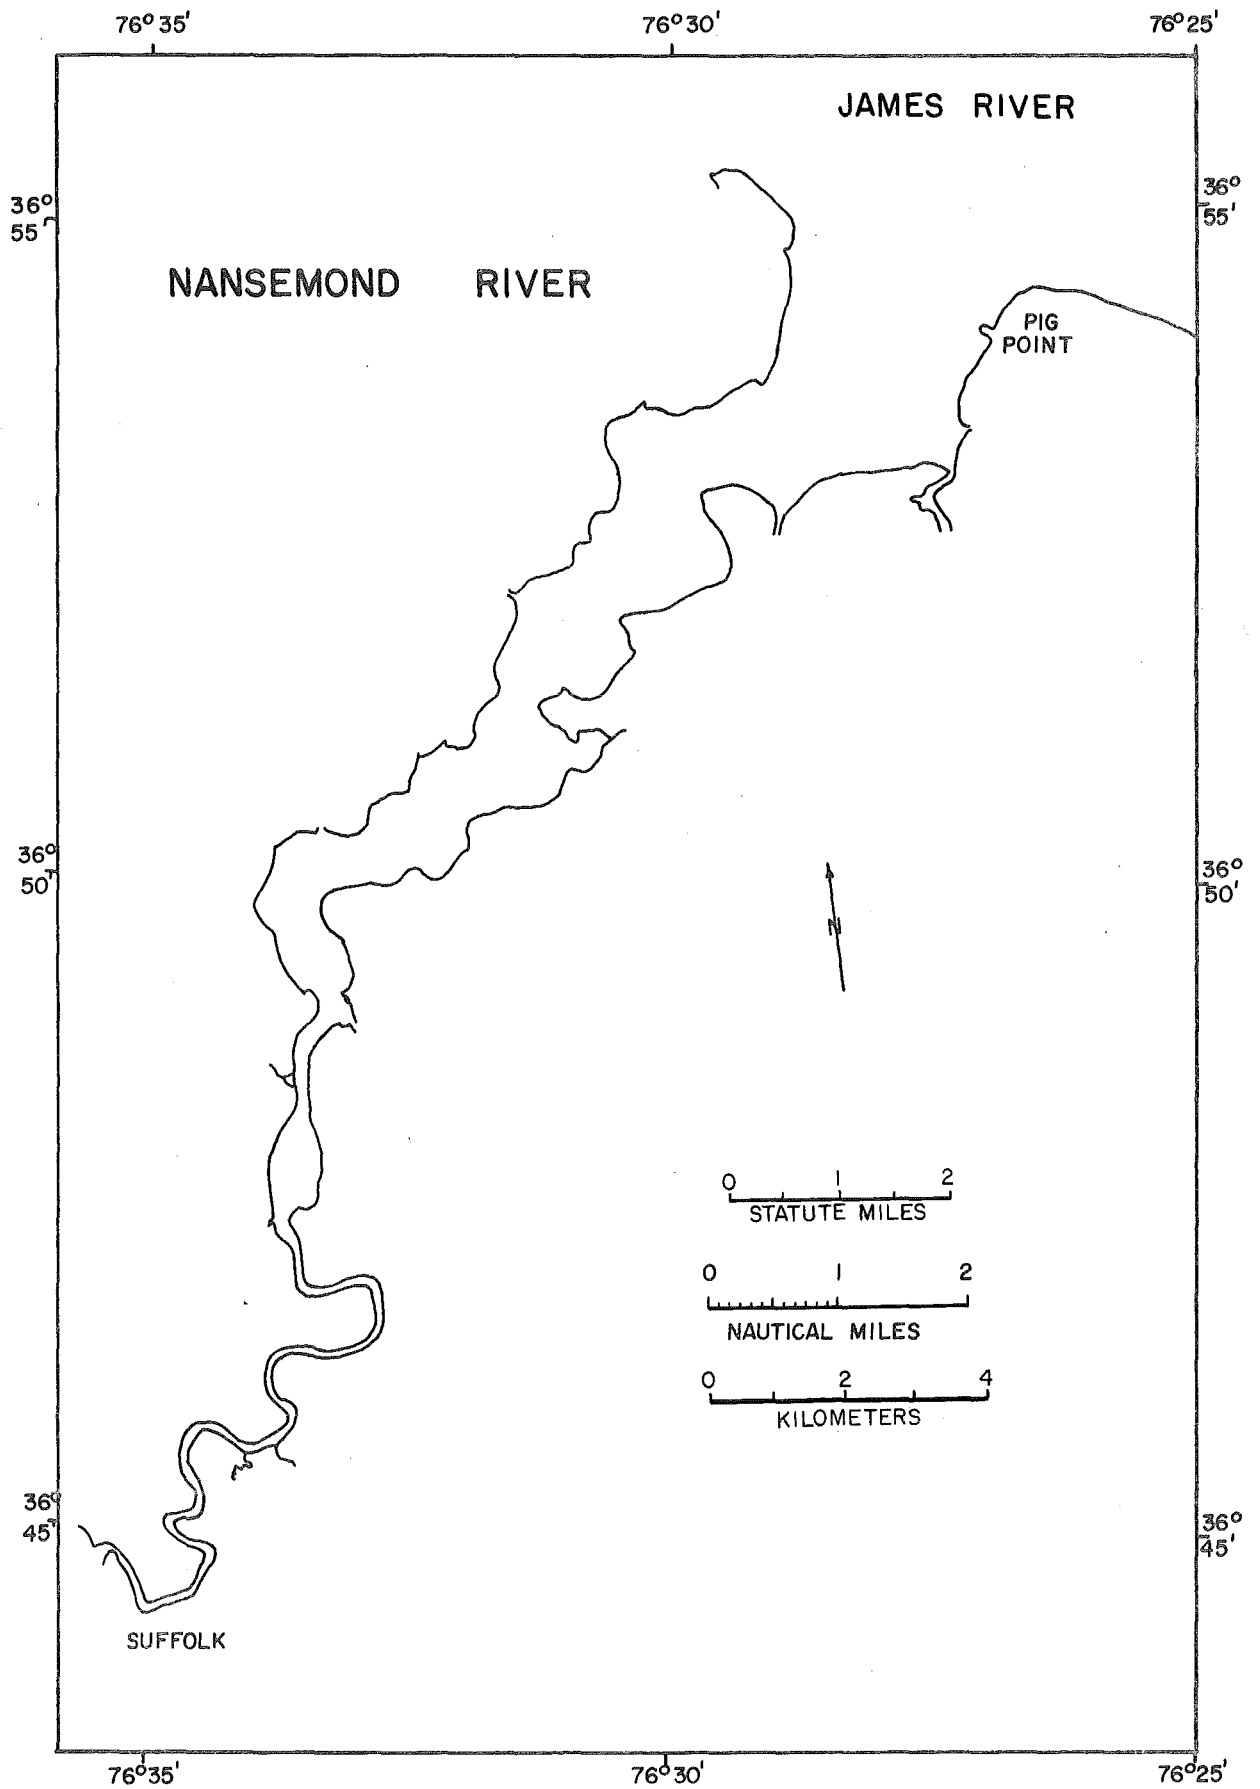 76°35' 76°30' 76°25'
JAMES RIVER
36°
55'
36°
55'
NANSEMOND RIVER
PIG
POINT
36°
50'
36°
50'
N
0 1 2
STATUTE MILES
0 1 2
NAUTICAL MILES
0 2 4
KILOMETERS
36°
45'
36°
45'
SUFFOLK
76°35' 76°30' 76°25'